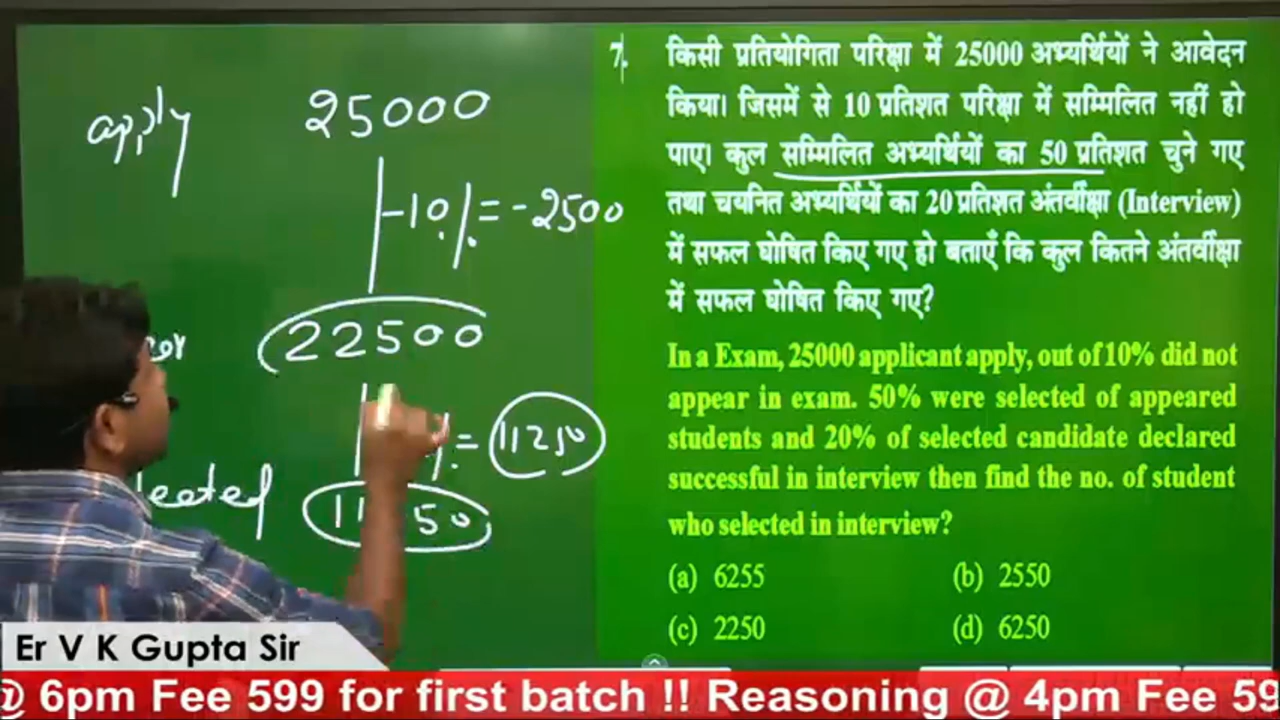 apply
25000
-10% = -2500
22500
% = 11250
50
7. किसी प्रतियोगिता परिक्षा में 25000 अभ्यर्थियों ने आवेदन
किया। जिसमें से 10 प्रतिशत परिक्षा में सम्मिलित नहीं हो
पाए। कुल सम्मिलित अभ्यर्थियों का 50 प्रतिशत चुने गए
तथा चयनित अभ्यर्थियों का 20 प्रतिशत अंतर्वीक्षा (Interview)
में सफल घोषित किए गए हो बताएँ कि कुल कितने अंतर्वीक्षा
में सफल घोषित किए गए?
In a Exam, 25000 applicant apply, out of 10% did not
appear in exam. 50% were selected of appeared
students and 20% of selected candidate declared
successful in interview then find the no. of student
who selected in interview?
(a) 6255 (b) 2550
(c) 2250 (d) 6250
Er V K Gupta Sir
@ 6pm Fee 599 for first batch !! Reasoning @ 4pm Fee 59